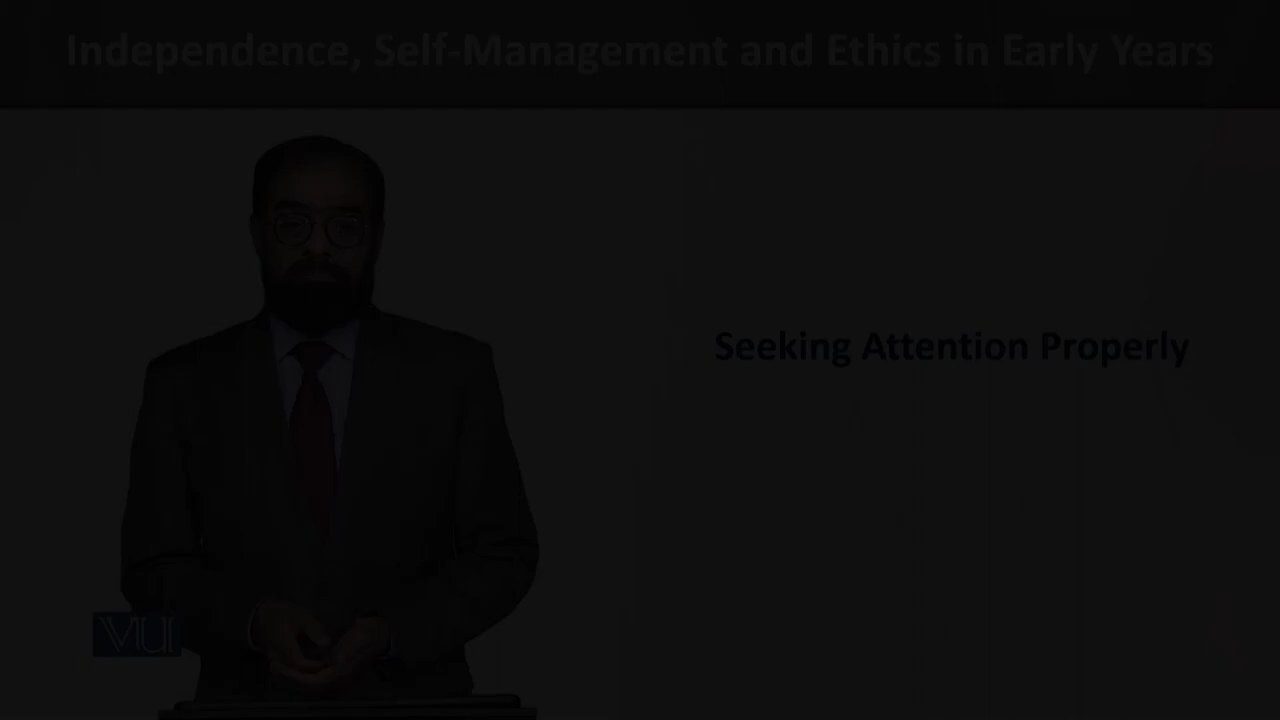 Independence, Self-Management and Ethics in Early Years
Seeking Attention Properly
VU